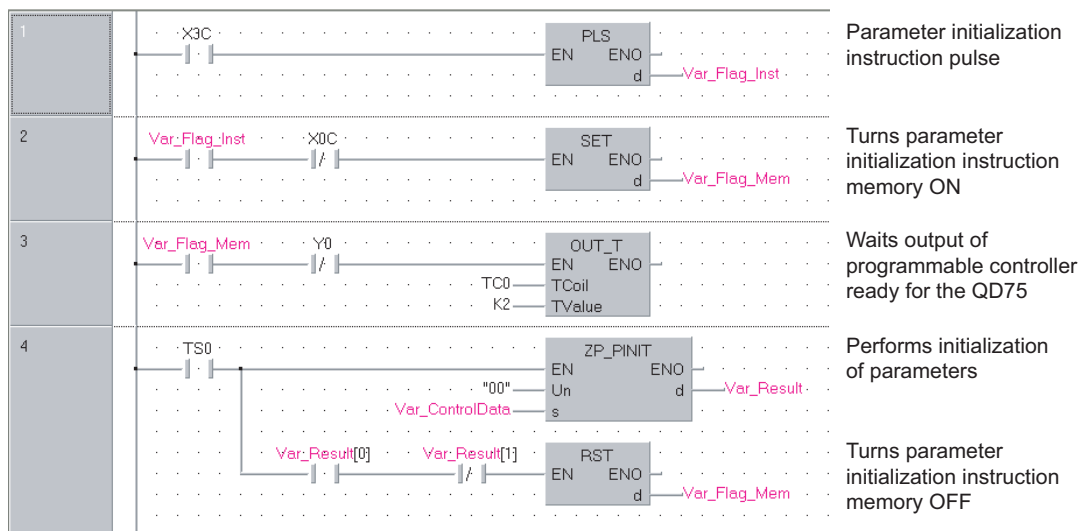 1
X3C
PLS
EN ENO
d
Var_Flag_Inst
Parameter initialization
instruction pulse
2
Var_Flag_Inst
X0C
SET
EN ENO
d
Var_Flag_Mem
Turns parameter
initialization instruction
memory ON
3
Var_Flag_Mem
Y0
OUT_T
EN ENO
TC0 TCoil
K2 TValue
Waits output of
programmable controller
ready for the QD75
4
TS0
ZP_PINIT
EN ENO
"00" Un d Var_Result
Var_ControlData s
Performs initialization
of parameters
Var_Result[0]
Var_Result[1]
RST
EN ENO
d
Var_Flag_Mem
Turns parameter
initialization instruction
memory OFF